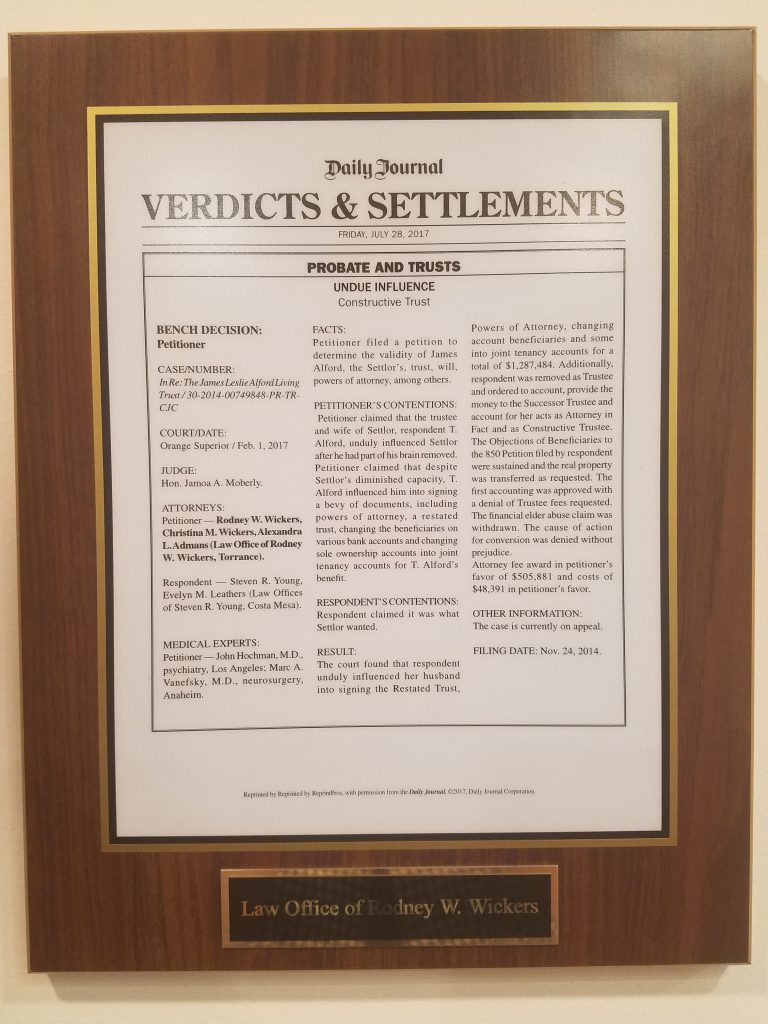 Daily Journal
VERDICTS & SETTLEMENTS
FRIDAY, JULY 28, 2017
PROBATE AND TRUSTS
UNDUE INFLUENCE
Constructive Trust
BENCH DECISION:
Petitioner
CASE/NUMBER:
In Re: The James Leslie Alford Living
Trust / 30-2014-00749848-PR-TR-
CJC
COURT/DATE:
Orange Superior / Feb. 1, 2017
JUDGE:
Hon. Jamoa A. Moberly.
ATTORNEYS:
Petitioner — Rodney W. Wickers,
Christina M. Wickers, Alexandra
L. Admans (Law Office of Rodney
W. Wickers, Torrance).
Respondent — Steven R. Young,
Evelyn M. Leathers (Law Offices
of Steven R. Young, Costa Mesa).
MEDICAL EXPERTS:
Petitioner — John Hochman, M.D.,
psychiatry, Los Angeles; Marc A.
Vanefsky, M.D., neurosurgery,
Anaheim.
FACTS:
Petitioner filed a petition to
determine the validity of James
Alford, the Settlor's, trust, will,
powers of attorney, among others.
PETITIONER'S CONTENTIONS:
Petitioner claimed that the trustee
and wife of Settlor, respondent T.
Alford, unduly influenced Settlor
after he had part of his brain removed.
Petitioner claimed that despite
Settlor's diminished capacity, T.
Alford influenced him into signing
a bevy of documents, including
powers of attorney, a restated
trust, changing the beneficiaries on
various bank accounts and changing
sole ownership accounts into joint
tenancy accounts for T. Alford's
benefit.
RESPONDENT'S CONTENTIONS:
Respondent claimed it was what
Settlor wanted.
RESULT:
The court found that respondent
unduly influenced her husband
into signing the Restated Trust,
Powers of Attorney, changing
account beneficiaries and some
into joint tenancy accounts for a
total of $1,287,484. Additionally,
respondent was removed as Trustee
and ordered to account, provide the
money to the Successor Trustee and
account for her acts as Attorney in
Fact and as Constructive Trustee.
The Objections of Beneficiaries to
the 850 Petition filed by respondent
were sustained and the real property
was transferred as requested. The
first accounting was approved with
a denial of Trustee fees requested.
The financial elder abuse claim was
withdrawn. The cause of action
for conversion was denied without
prejudice.
Attorney fee award in petitioner's
favor of $505,881 and costs of
$48,391 in petitioner's favor.
OTHER INFORMATION:
The case is currently on appeal.
FILING DATE: Nov. 24, 2014.
Reprinted by Reprinted by ReprintPros, with permission from the Daily Journal. ©2017, Daily Journal Corporation.
Law Office of Rodney W. Wickers